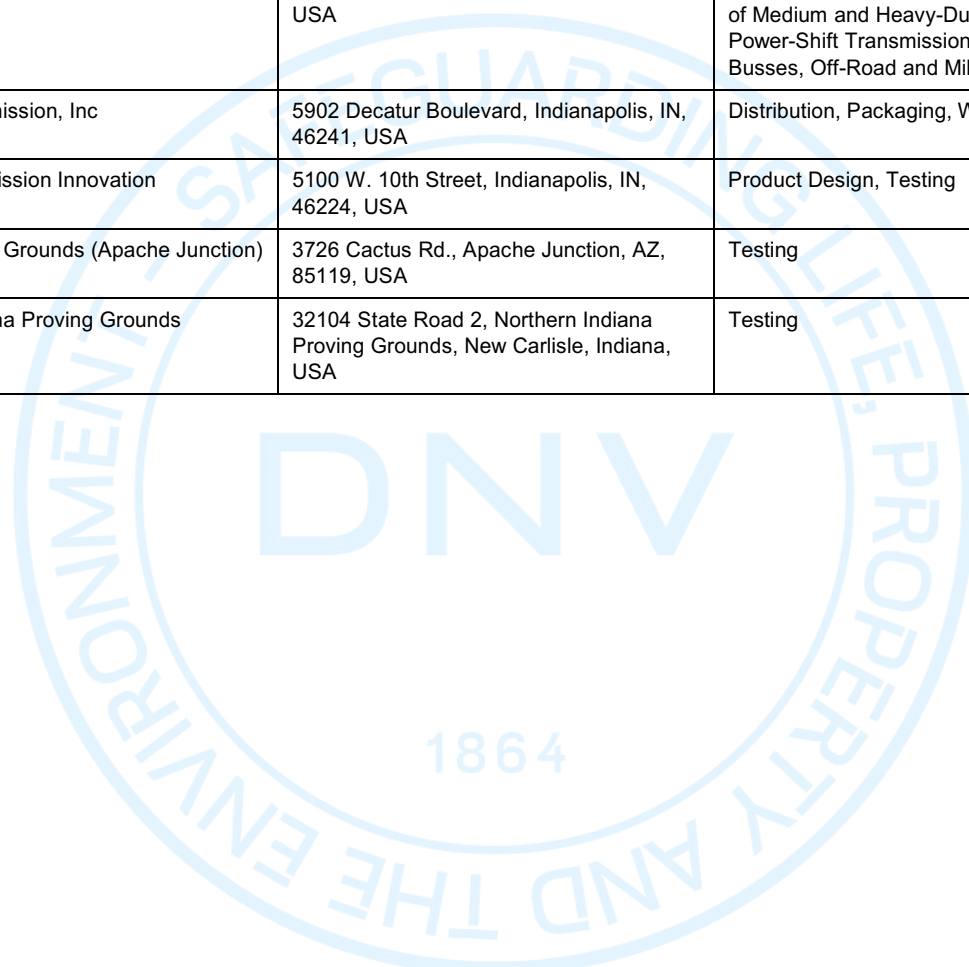 USA
of Medium and Heavy-Du
Power-Shift Transmission
Busses, Off-Road and Mil
ission, Inc
5902 Decatur Boulevard, Indianapolis, IN,
46241, USA
Distribution, Packaging, W
ission Innovation
5100 W. 10th Street, Indianapolis, IN,
46224, USA
Product Design, Testing
Grounds (Apache Junction)
3726 Cactus Rd., Apache Junction, AZ,
85119, USA
Testing
na Proving Grounds
32104 State Road 2, Northern Indiana
Proving Grounds, New Carlisle, Indiana,
USA
Testing
SAFEGUARDING LIFE, PROPERTY AND THE ENVIRONMENT –
DNV
1864